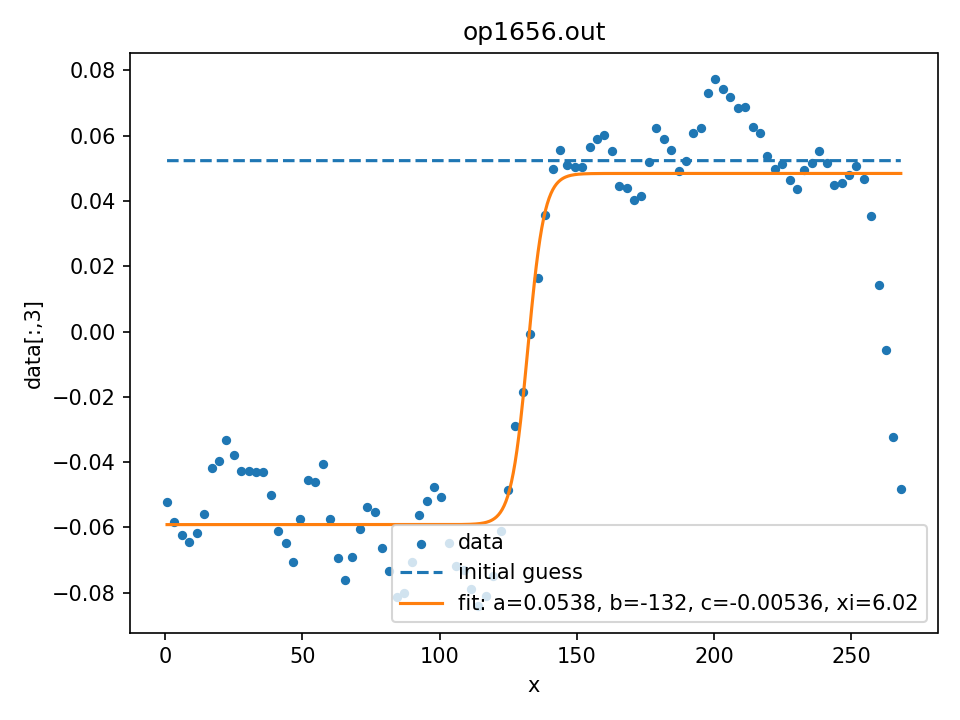 op1656.out
0.08
0.06
0.04
0.02
0.00
−0.02
−0.04
−0.06
−0.08
data[:,3]
data
initial guess
fit: a=0.0538, b=-132, c=-0.00536, xi=6.02
0 50 100 150 200 250
x